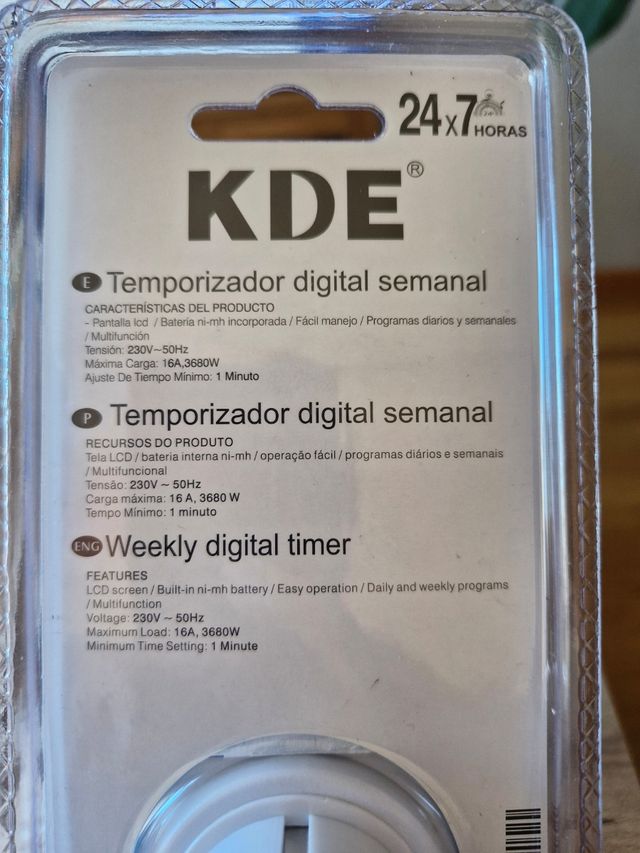 24x7 HORAS
KDE®
E Temporizador digital semanal
CARACTERÍSTICAS DEL PRODUCTO
- Pantalla lcd / Batería ni-mh incorporada / Fácil manejo / Programas diarios y semanales
/ Multifunción
Tensión: 230V~50Hz
Máxima Carga: 16A,3680W
Ajuste De Tiempo Mínimo: 1 Minuto
P Temporizador digital semanal
RECURSOS DO PRODUTO
Tela LCD / bateria interna ni-mh / operação fácil / programas diários e semanais
/ Multifuncional
Tensão: 230V ~ 50Hz
Carga máxima: 16 A, 3680 W
Tempo Mínimo: 1 minuto
ENG Weekly digital timer
FEATURES
LCD screen / Built-in ni-mh battery / Easy operation / Daily and weekly programs
/ Multifunction
Voltage: 230V ~ 50Hz
Maximum Load: 16A, 3680W
Minimum Time Setting: 1 Minute